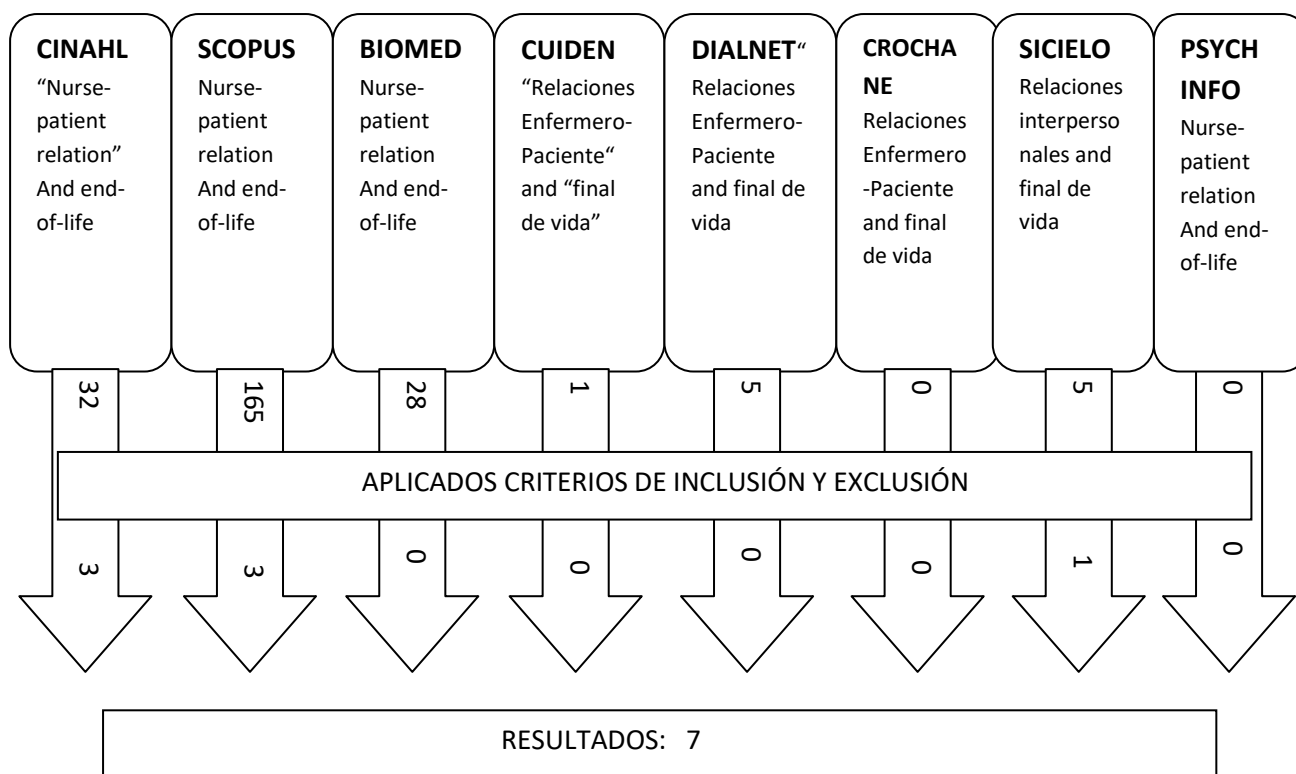 CINAHL
“Nurse-
patient
relation”
And end-
of-life
SCOPUS
Nurse-
patient
relation
And end-
of-life
BIOMED
Nurse-
patient
relation
And end-
of-life
CUIDEN
“Relaciones
Enfermero-
Paciente“
and “final
de vida”
DIALNET“
Relaciones
Enfermero-
Paciente
and final de
vida
CROCHA
NE
Relaciones
Enfermero
-Paciente
and final
de vida
SICIELO
Relaciones
interperso
nales and
final de
vida
PSYCH
INFO
Nurse-
patient
relation
And end-
of-life
32
165
28
1
5
0
5
0
APLICADOS CRITERIOS DE INCLUSIÓN Y EXCLUSIÓN
3
3
0
0
0
0
1
0
RESULTADOS: 7